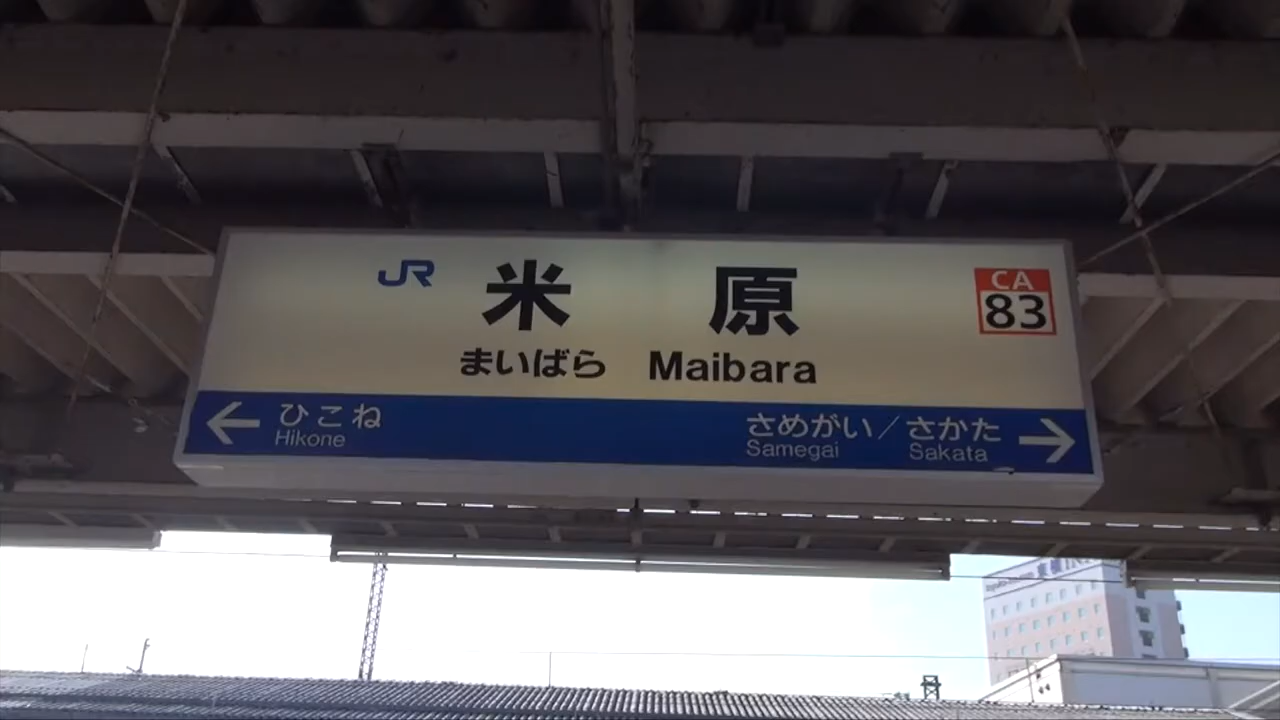 JR 米原
CA
83
まいばら Maibara
← ひこね
Hikone
さめがい／さかた →
Samegai Sakata
INN